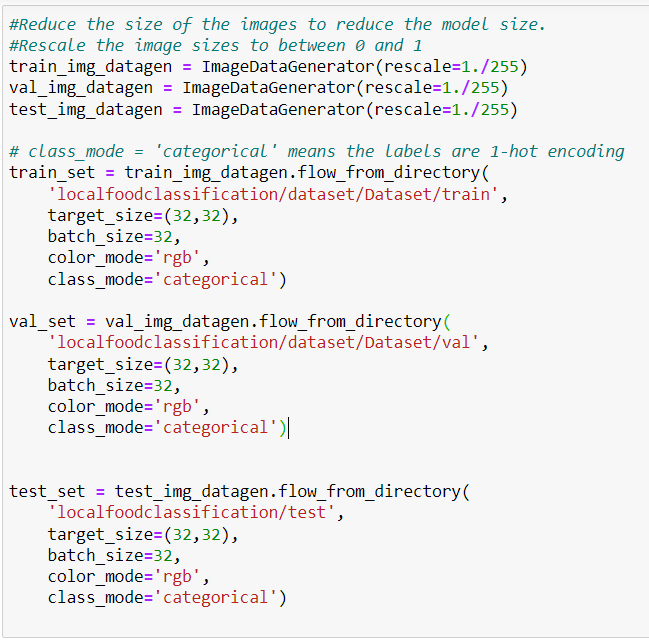 #Reduce the size of the images to reduce the model size.
#Rescale the image sizes to between 0 and 1
train_img_datagen = ImageDataGenerator(rescale=1./255)
val_img_datagen = ImageDataGenerator(rescale=1./255)
test_img_datagen = ImageDataGenerator(rescale=1./255)

# class_mode = 'categorical' means the labels are 1-hot encoding
train_set = train_img_datagen.flow_from_directory(
    'localfoodclassification/dataset/Dataset/train',
    target_size=(32,32),
    batch_size=32,
    color_mode='rgb',
    class_mode='categorical')

val_set = val_img_datagen.flow_from_directory(
    'localfoodclassification/dataset/Dataset/val',
    target_size=(32,32),
    batch_size=32,
    color_mode='rgb',
    class_mode='categorical')

test_set = test_img_datagen.flow_from_directory(
    'localfoodclassification/test',
    target_size=(32,32),
    batch_size=32,
    color_mode='rgb',
    class_mode='categorical')